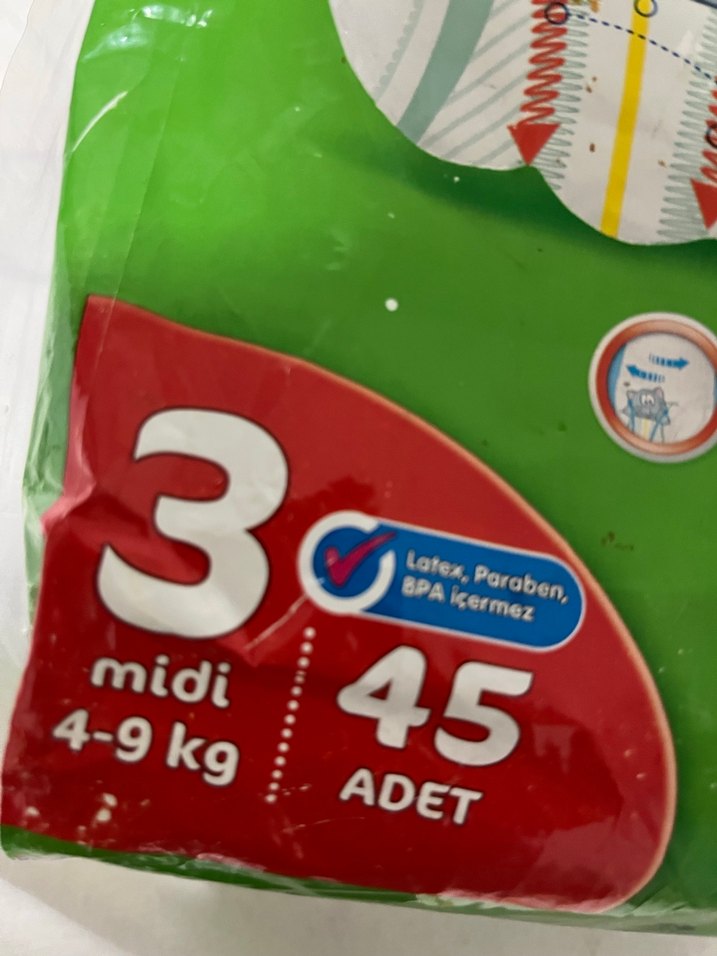 3
midi
4-9 kg
Latex, Paraben,
BPA içermez
45
ADET